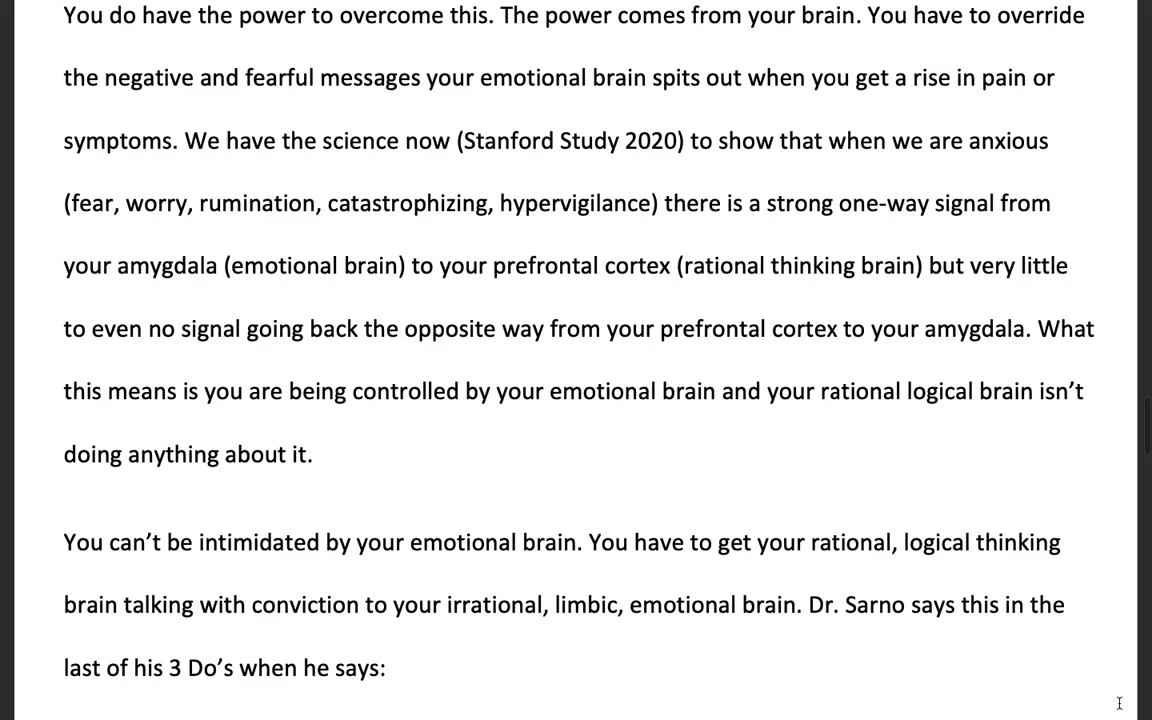 You do have the power to overcome this. The power comes from your brain. You have to override
the negative and fearful messages your emotional brain spits out when you get a rise in pain or
symptoms. We have the science now (Stanford Study 2020) to show that when we are anxious
(fear, worry, rumination, catastrophizing, hypervigilance) there is a strong one-way signal from
your amygdala (emotional brain) to your prefrontal cortex (rational thinking brain) but very little
to even no signal going back the opposite way from your prefrontal cortex to your amygdala. What
this means is you are being controlled by your emotional brain and your rational logical brain isn’t
doing anything about it.
You can’t be intimidated by your emotional brain. You have to get your rational, logical thinking
brain talking with conviction to your irrational, limbic, emotional brain. Dr. Sarno says this in the
last of his 3 Do’s when he says: